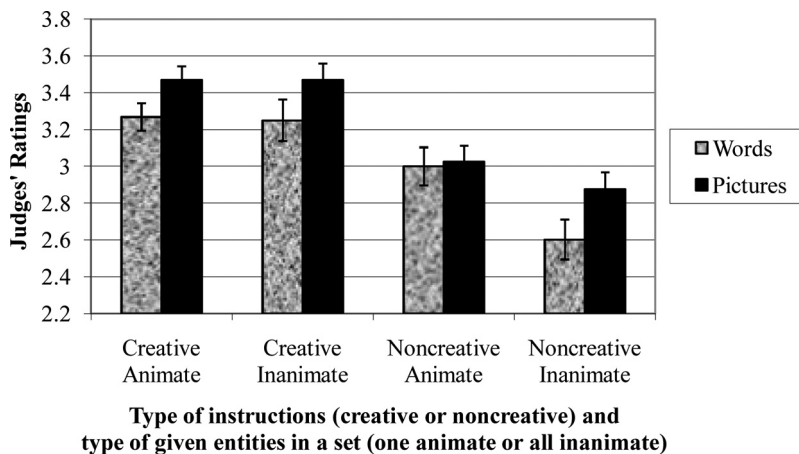 3.8
3.6
3.4
3.2
3
2.8
2.6
2.4
2.2
Judges' Ratings
Words
Pictures
Creative Animate
Creative Inanimate
Noncreative Animate
Noncreative Inanimate
Type of instructions (creative or noncreative) and
type of given entities in a set (one animate or all inanimate)